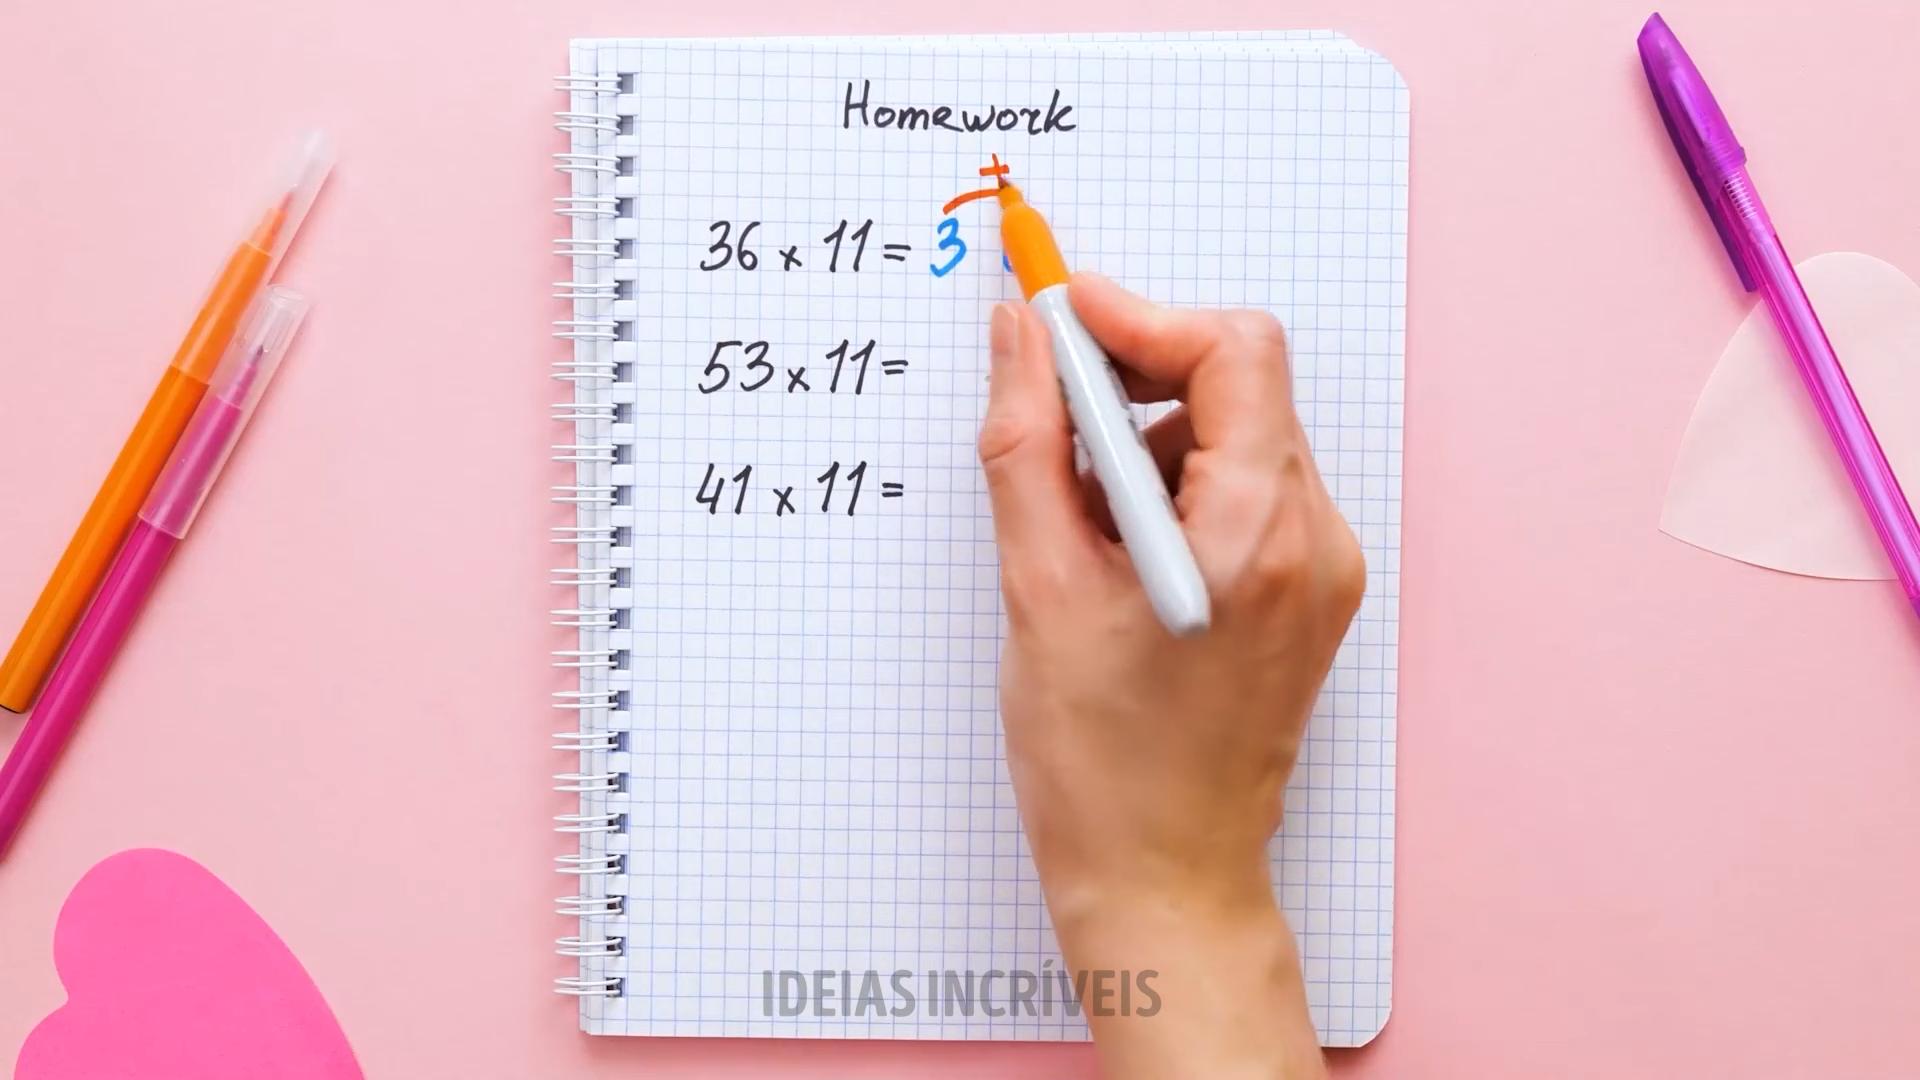 Homework
+
36 x 11 = 3
53 x 11 =
41 x 11 =
IDEIAS INCRÍVEIS